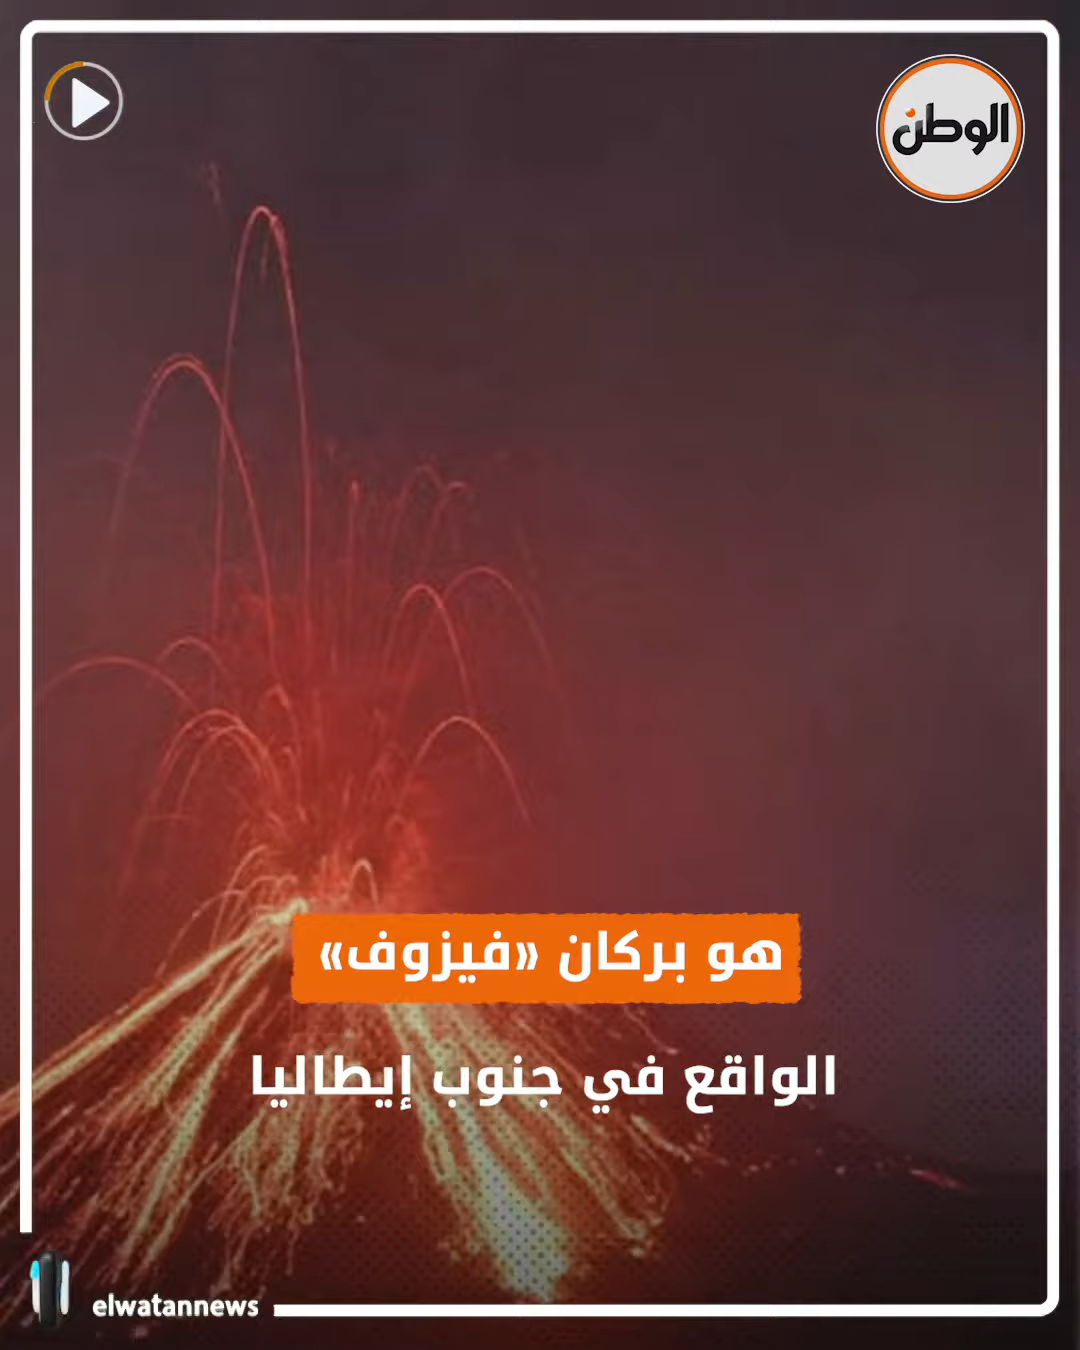 الوطن
هو بركان «فيزوف»
الواقع في جنوب إيطاليا
elwatannews